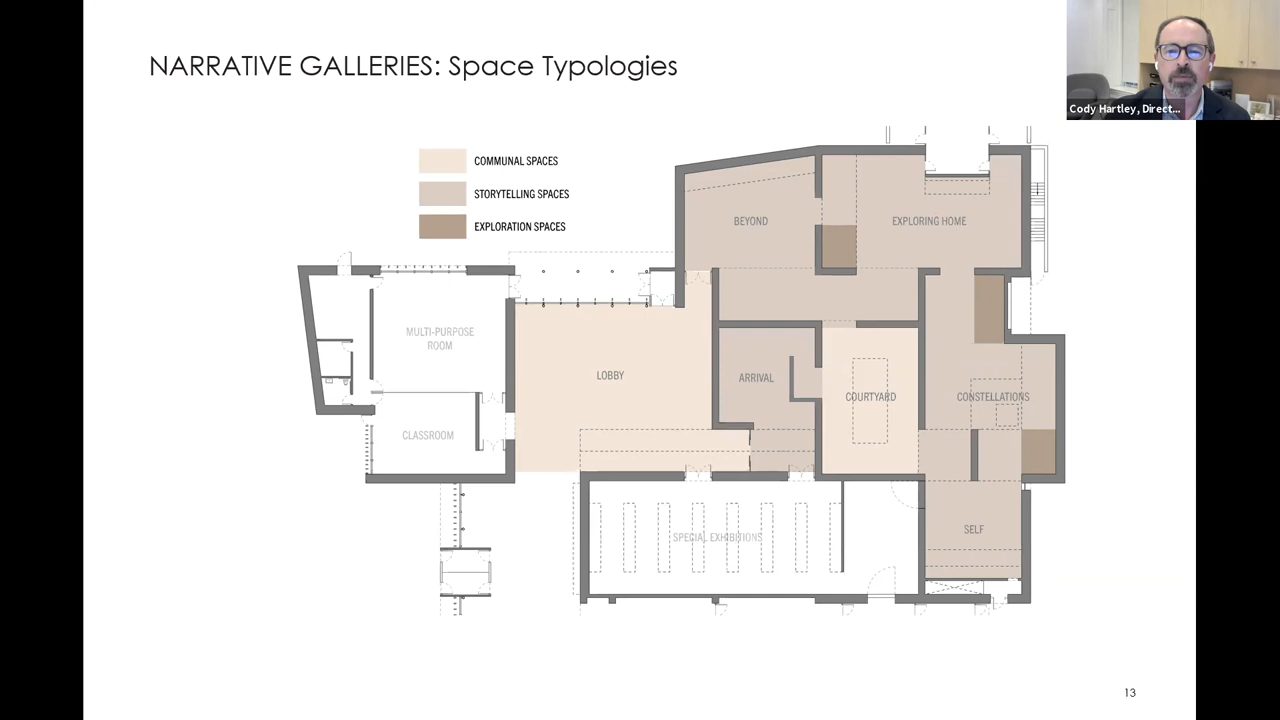 NARRATIVE GALLERIES: Space Typologies
Cody Hartley, Direct...
COMMUNAL SPACES
STORYTELLING SPACES
EXPLORATION SPACES
BEYOND
EXPLORING HOME
MULTI-PURPOSE
ROOM
LOBBY
ARRIVAL
COURTYARD
CONSTELLATIONS
CLASSROOM
SPECIAL EXHIBITIONS
SELF
13